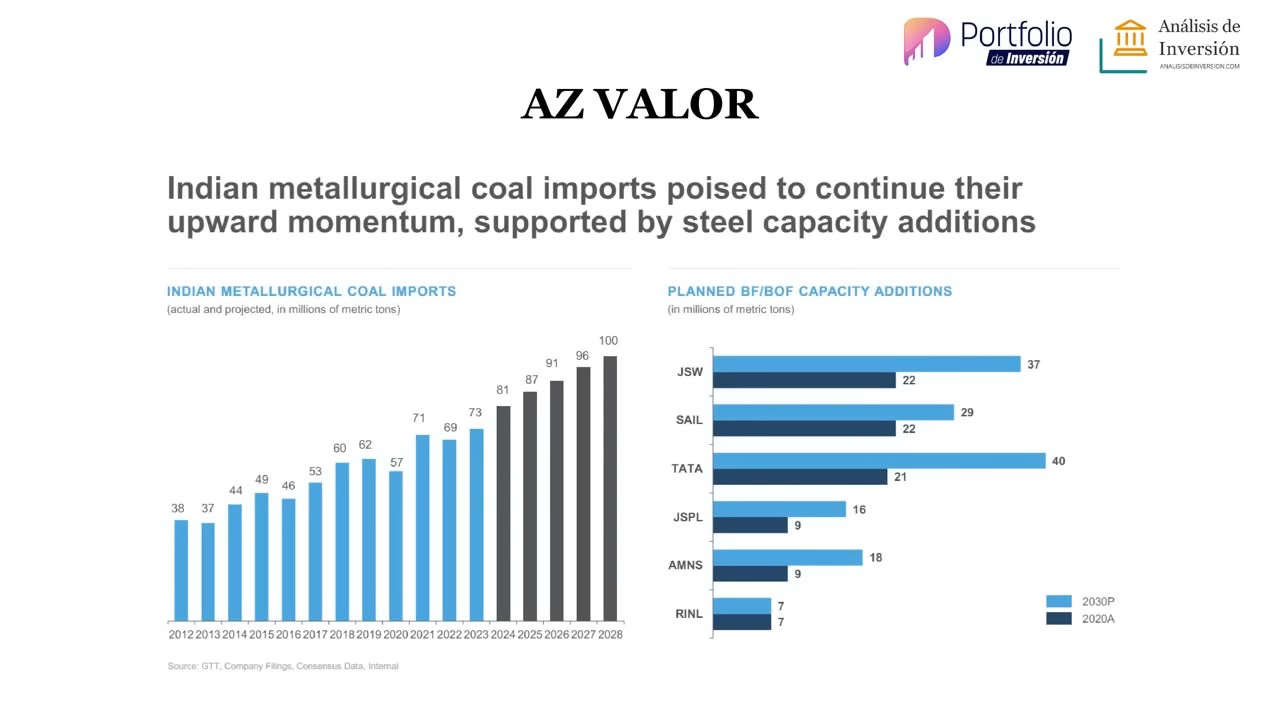 Portfolio
de Inversión
Análisis de
Inversión
ANALISISDEINVERSION.COM
AZ VALOR
Indian metallurgical coal imports poised to continue their
upward momentum, supported by steel capacity additions
INDIAN METALLURGICAL COAL IMPORTS
(actual and projected, in millions of metric tons)
38 37 44 49 46 53 60 62 57 71 69 73 81 87 91 96 100
2012 2013 2014 2015 2016 2017 2018 2019 2020 2021 2022 2023 2024 2025 2026 2027 2028
Source: GTT, Company Filings, Consensus Data, Internal
PLANNED BF/BOF CAPACITY ADDITIONS
(in millions of metric tons)
JSW 37 22
SAIL 29 22
TATA 40 21
JSPL 16 9
AMNS 18 9
RINL 7 7
2030P
2020A